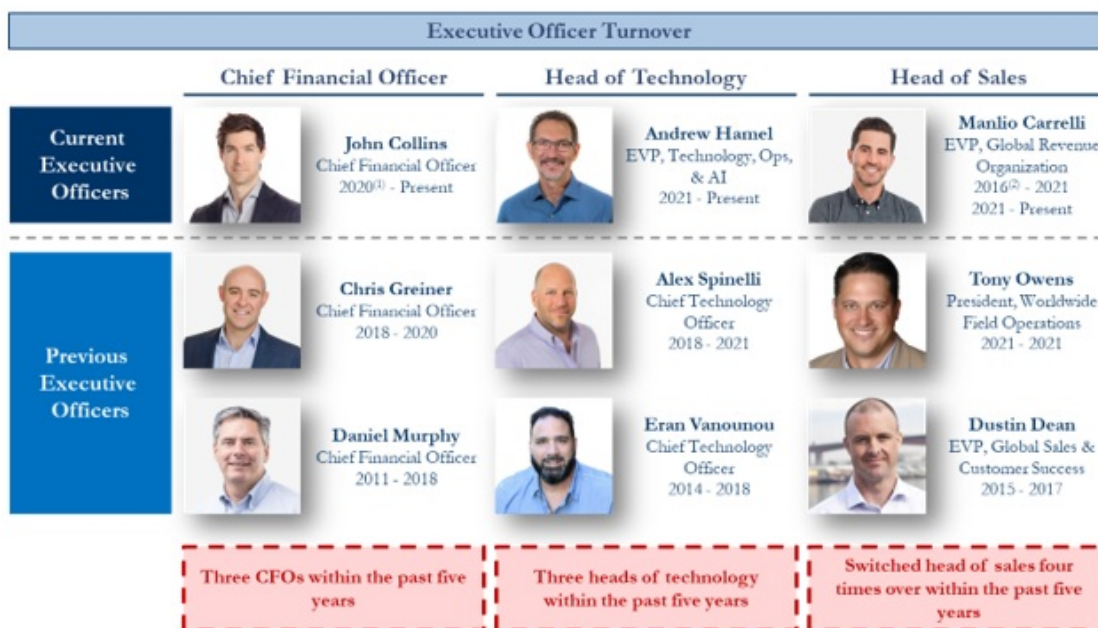 Executive Officer Turnover
Chief Financial Officer
Head of Technology
Head of Sales
Current
Executive
Officers
John Collins
Chief Financial Officer
2020(1) - Present
Andrew Hamel
EVP, Technology, Ops,
& AI
2021 - Present
Manlio Carrelli
EVP, Global Revenue
Organization
2016(2) - 2021
2021 - Present
Previous
Executive
Officers
Chris Greiner
Chief Financial Officer
2018 - 2020
Alex Spinelli
Chief Technology
Officer
2018 - 2021
Tony Owens
President, Worldwide
Field Operations
2021 - 2021
Daniel Murphy
Chief Financial Officer
2011 - 2018
Eran Vanounou
Chief Technology
Officer
2014 - 2018
Dustin Dean
EVP, Global Sales &
Customer Success
2015 - 2017
Three CFOs within the past five
years
Three heads of technology
within the past five years
Switched head of sales four
times over within the past five
years